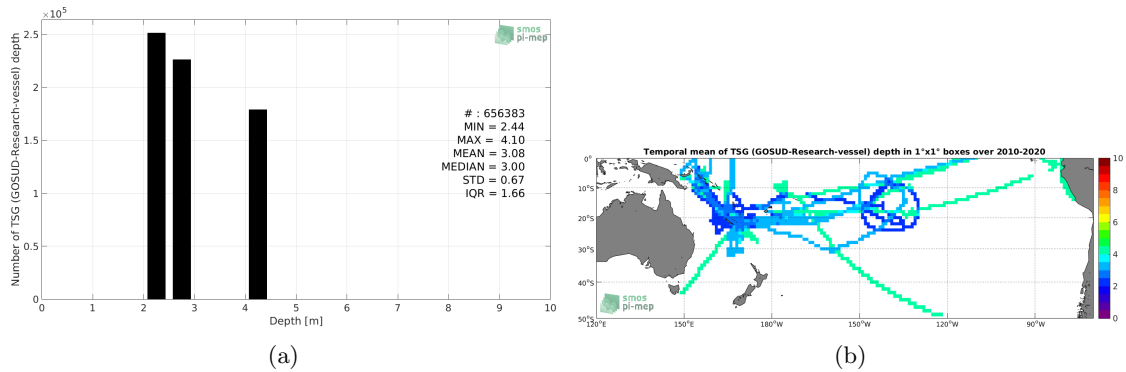 ×10⁵
2.5
2
1.5
1
0.5
0
Number of TSG (GOSUD-Research-vessel) depth
smos
pi-mep
# : 656383
MIN = 2.44
MAX = 4.10
MEAN = 3.08
MEDIAN = 3.00
STD = 0.67
IQR = 1.66
0 1 2 3 4 5 6 7 8 9 10
Depth [m]
(a)
Temporal mean of TSG (GOSUD-Research-vessel) depth in 1°x1° boxes over 2010-2020
0°
10°S
20°S
30°S
40°S
50°S
120°E 150°E 180°W 150°W 120°W 90°W
smos
pi-mep
10
8
6
4
2
0
(b)